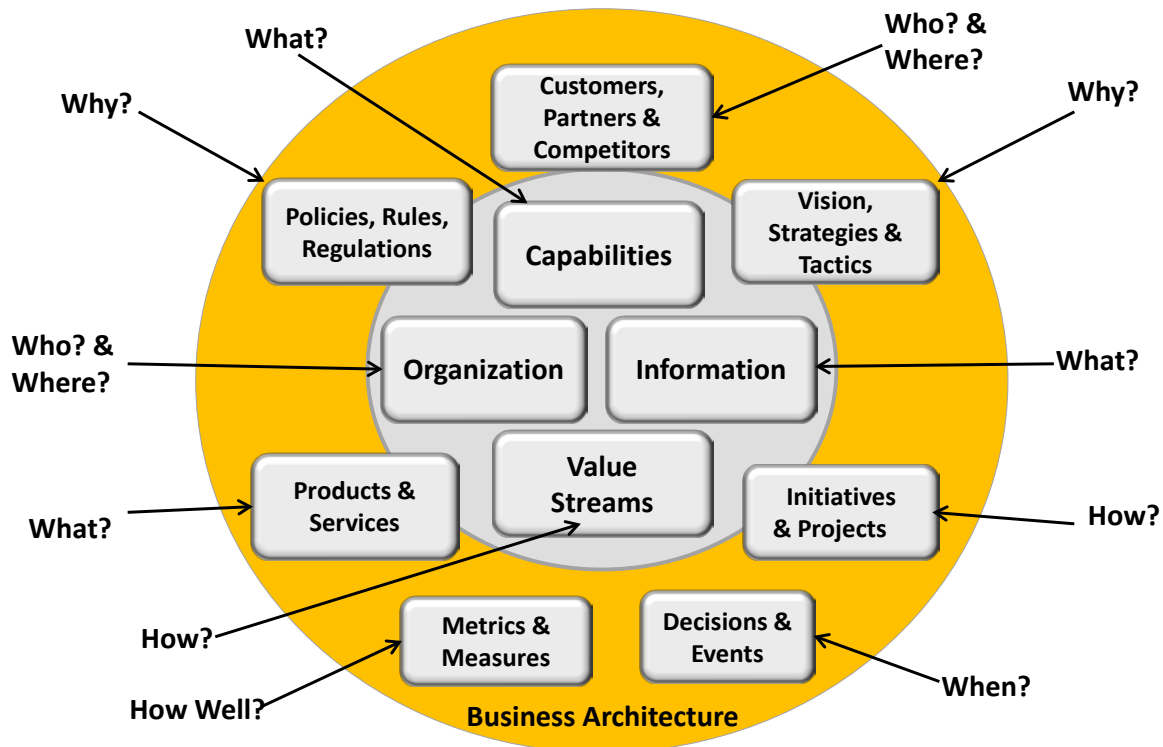 What?
Who? &
Where?
Why?
Why?
Customers,
Partners &
Competitors
Policies, Rules,
Regulations
Vision,
Strategies &
Tactics
Capabilities
Who? &
Where?
Organization
Information
What?
Products &
Services
Value
Streams
Initiatives
& Projects
What?
How?
How?
Metrics &
Measures
Decisions &
Events
How Well?
When?
Business Architecture